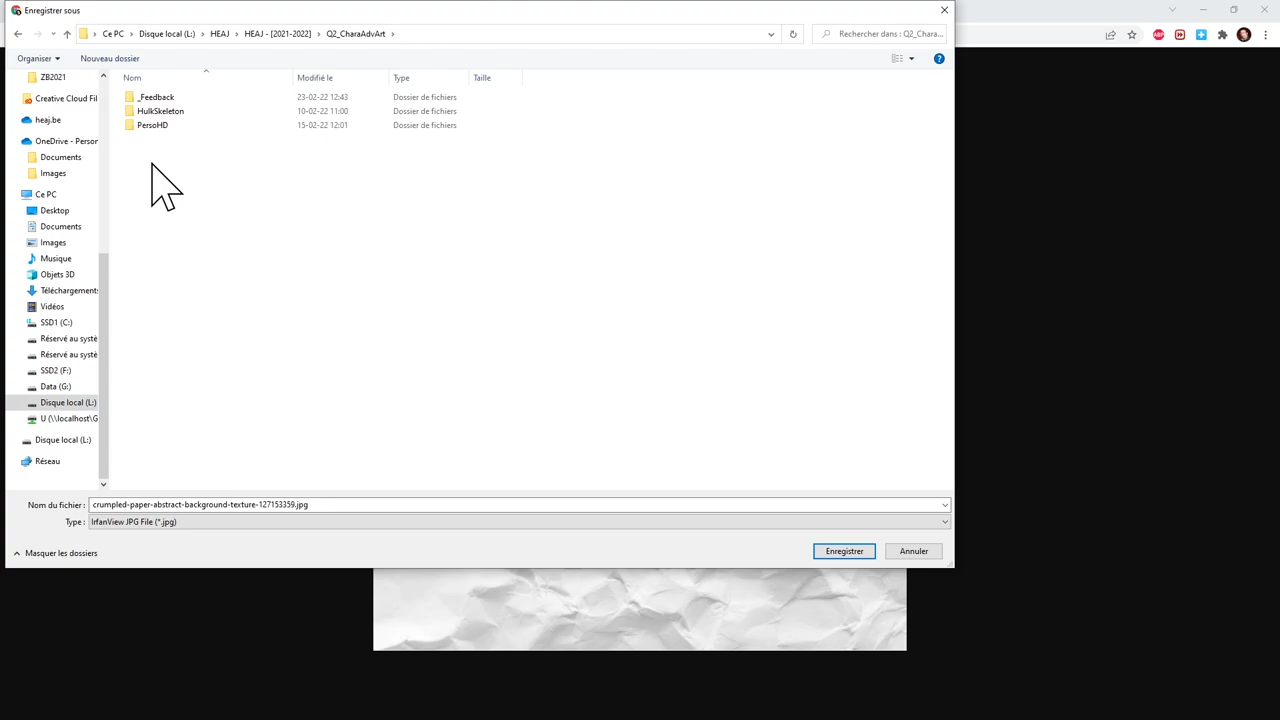 Enregistrer sous
Ce PC > Disque local (L:) > HEAJ > HEAJ - [2021-2022] > Q2_CharaAdvArt >
Rechercher dans : Q2_Chara...
Organiser
Nouveau dossier
ZB2021
Creative Cloud Fil
heaj.be
OneDrive - Person
Documents
Images
Ce PC
Desktop
Documents
Images
Musique
Objets 3D
Téléchargements
Vidéos
SSD1 (C:)
Réservé au systè
Réservé au systè
SSD2 (F:)
Data (G:)
Disque local (L:)
U (\\localhost\G
Disque local (L:)
Réseau
Nom Modifié le Type Taille
_Feedback 23-02-22 12:43 Dossier de fichiers
HulkSkeleton 10-02-22 11:00 Dossier de fichiers
PersoHD 15-02-22 12:01 Dossier de fichiers
Nom du fichier : crumpled-paper-abstract-background-texture-127153359.jpg
Type : IrfanView JPG File (*.jpg)
Masquer les dossiers
Enregistrer
Annuler
ABP